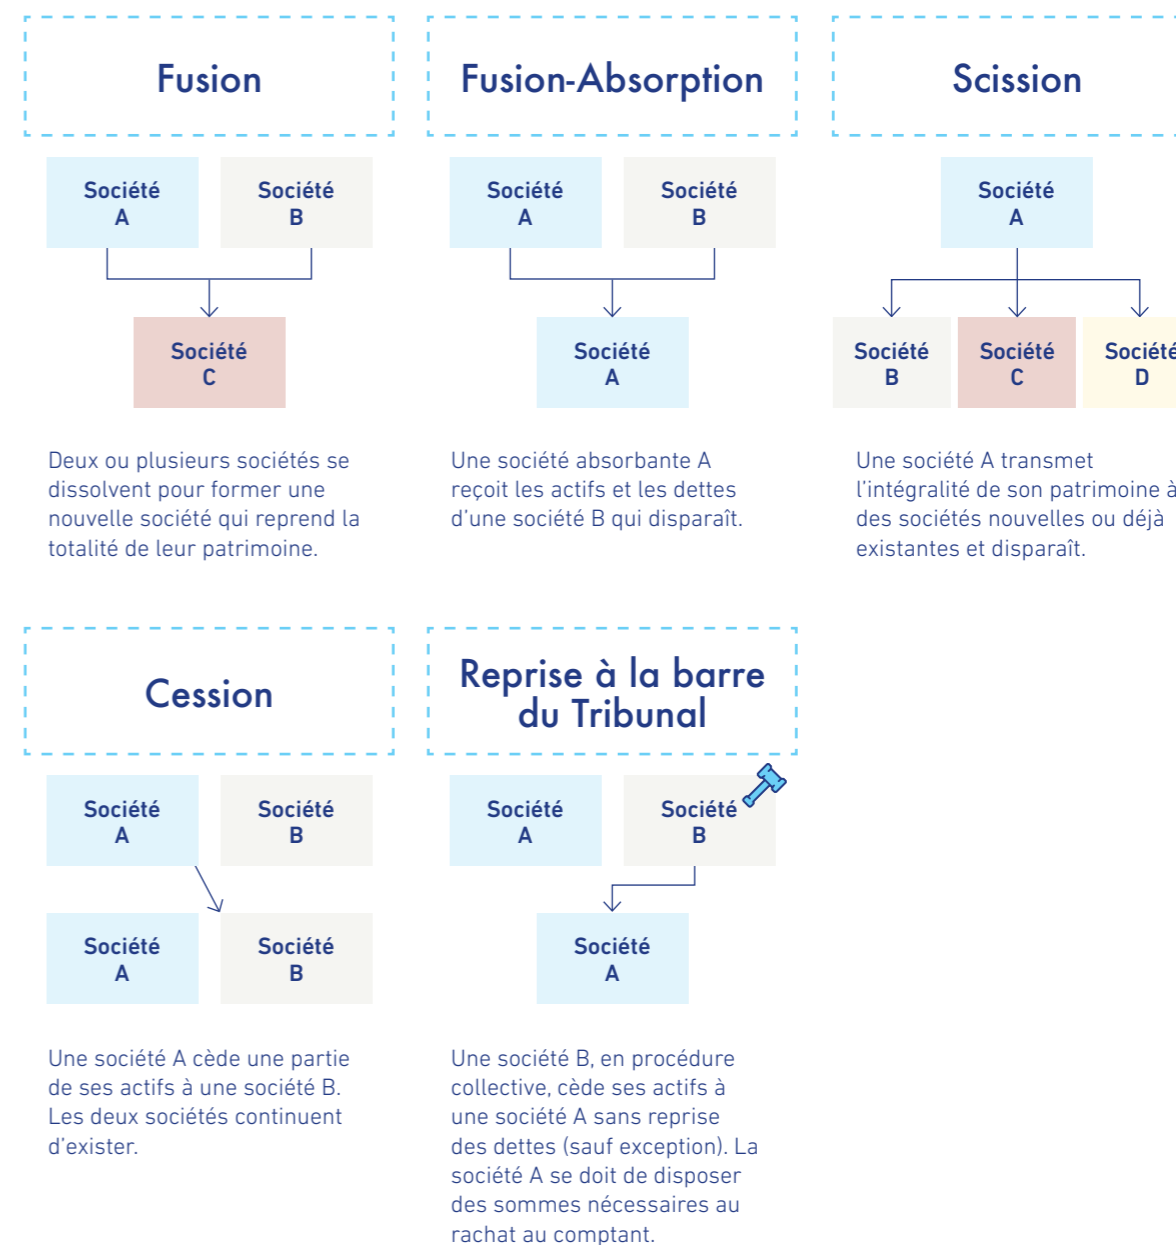 Fusion
Société
A
Société
B
Société
C
Deux ou plusieurs sociétés se
dissolvent pour former une
nouvelle société qui reprend la
totalité de leur patrimoine.
Fusion-Absorption
Société
A
Société
B
Société
A
Une société absorbante A
reçoit les actifs et les dettes
d’une société B qui disparaît.
Scission
Société
A
Société
B
Société
C
Société
D
Une société A transmet
l’intégralité de son patrimoine à
des sociétés nouvelles ou déjà
existantes et disparaît.
Cession
Société
A
Société
B
Société
A
Société
B
Une société A cède une partie
de ses actifs à une société B.
Les deux sociétés continuent
d’exister.
Reprise à la barre
du Tribunal
Société
A
Société
B
Société
A
Une société B, en procédure
collective, cède ses actifs à
une société A sans reprise
des dettes (sauf exception). La
société A se doit de disposer
des sommes nécessaires au
rachat au comptant.